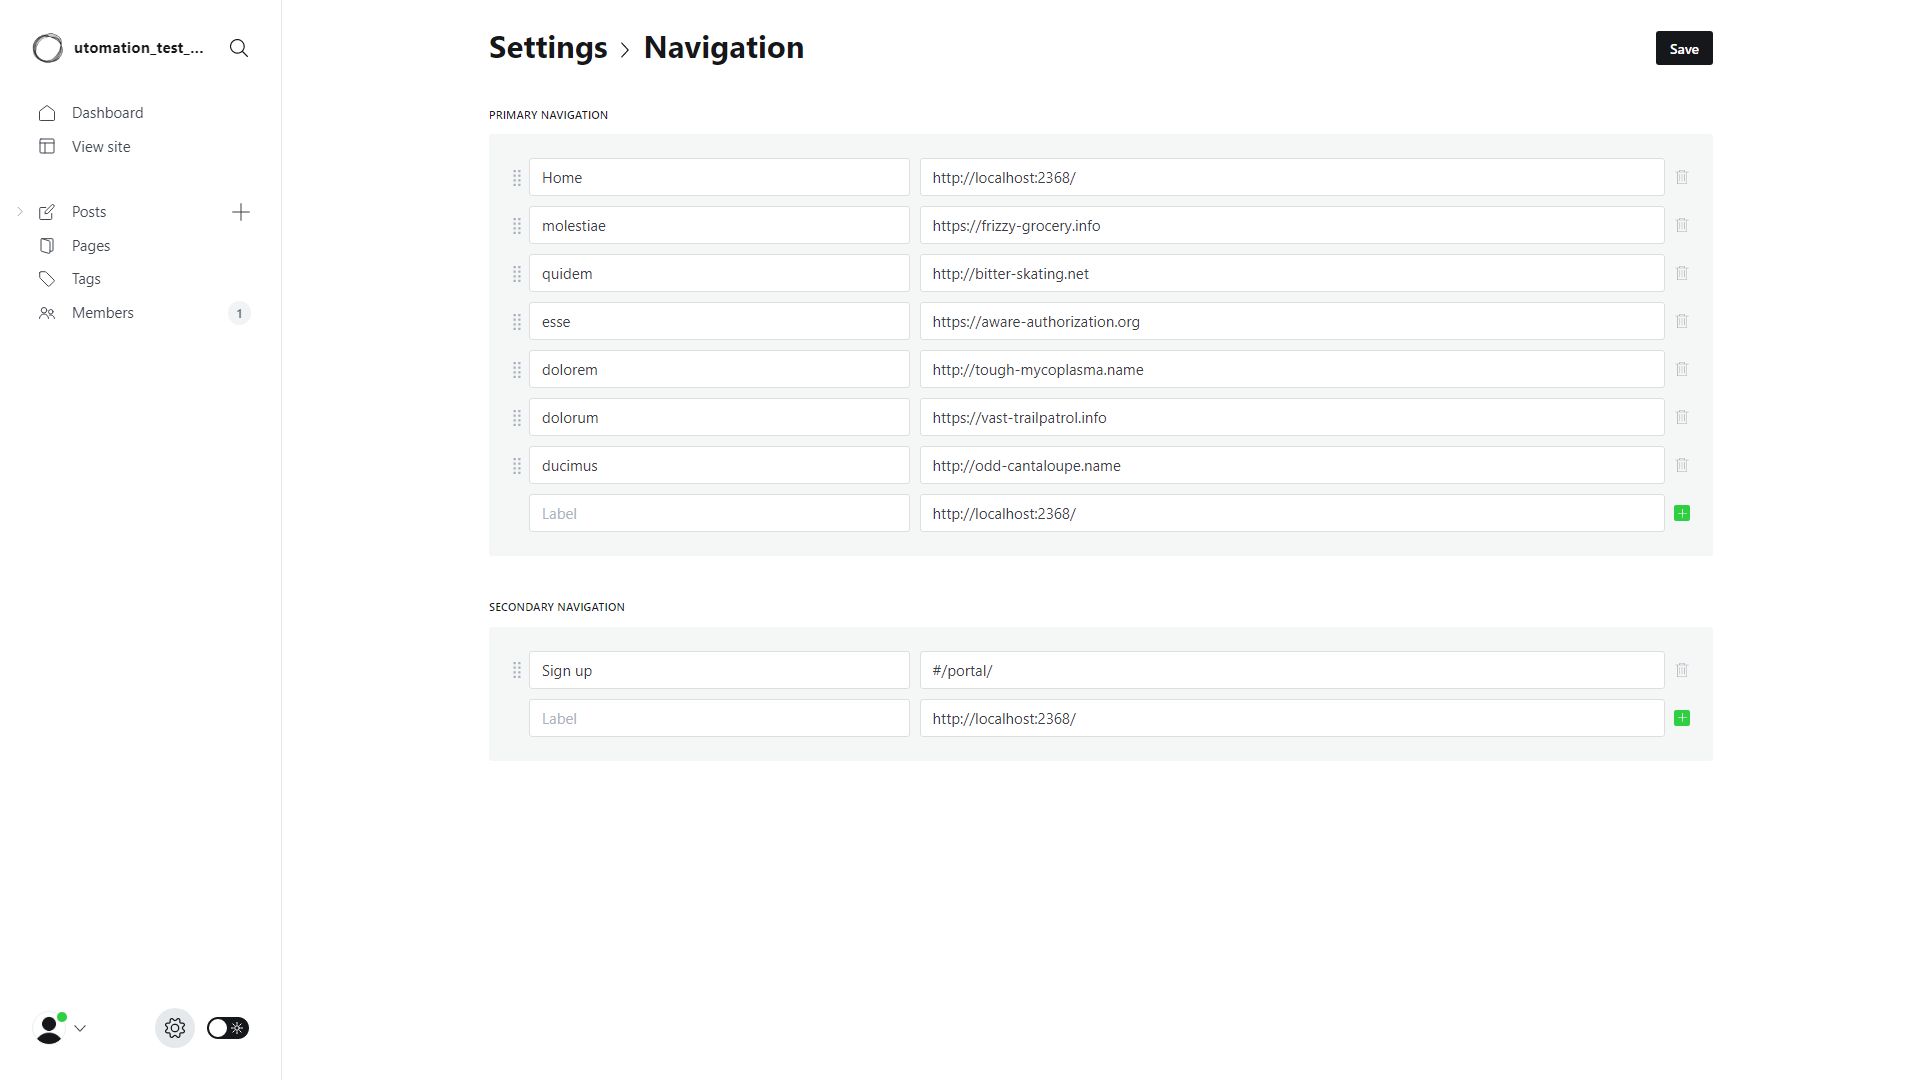 utomation_test_...
Dashboard
View site
Posts
Pages
Tags
Members 1
Settings Navigation
Save
PRIMARY NAVIGATION
Home http://localhost:2368/
molestiae https://frizzy-grocery.info
quidem http://bitter-skating.net
esse https://aware-authorization.org
dolorem http://tough-mycoplasma.name
dolorum https://vast-trailpatrol.info
ducimus http://odd-cantaloupe.name
Label http://localhost:2368/
SECONDARY NAVIGATION
Sign up #/portal/
Label http://localhost:2368/